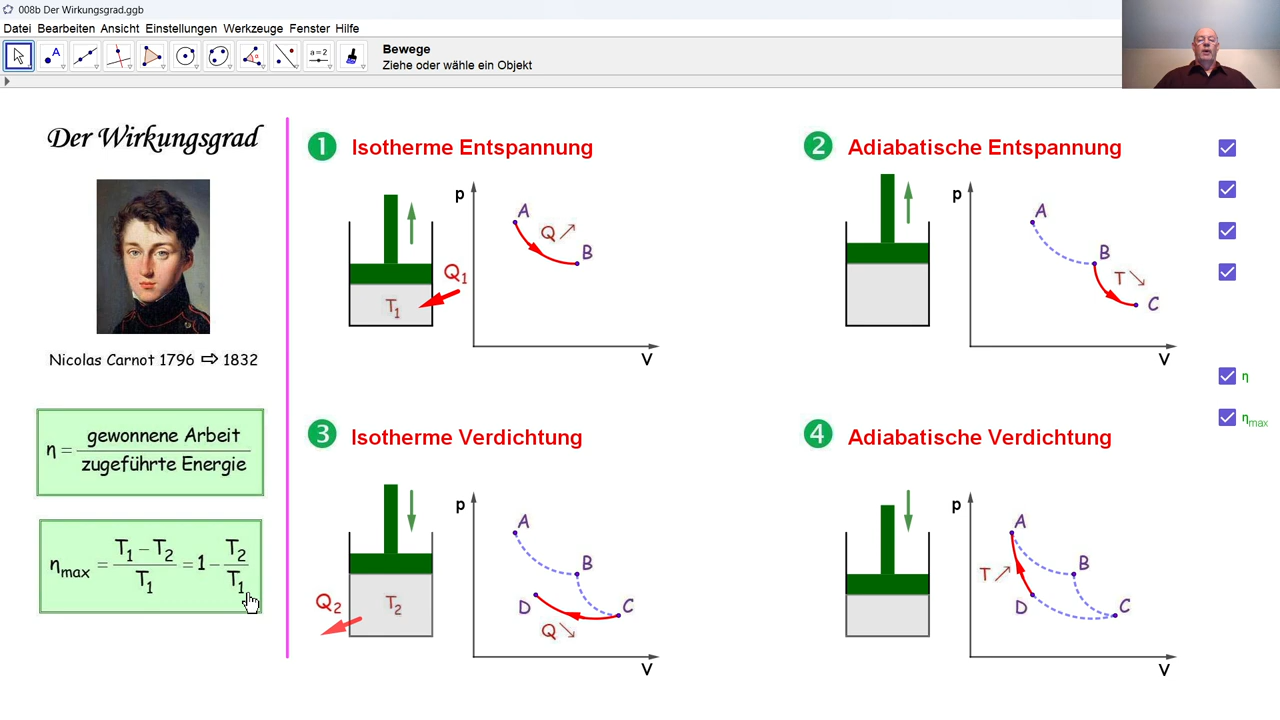 008b Der Wirkungsgrad.ggb
Datei Bearbeiten Ansicht Einstellungen Werkzeuge Fenster Hilfe
A
a=2
Bewege
Ziehe oder wähle ein Objekt
Der Wirkungsgrad
Nicolas Carnot 1796 ⇨ 1832
η = gewonnene Arbeit / zugeführte Energie
ηmax = T1 – T2 / T1 = 1 – T2 / T1
1 Isotherme Entspannung
p
A
Q ↗
B
Q1
T1
V
2 Adiabatische Entspannung
p
A
B
T ↘
C
V
3 Isotherme Verdichtung
p
A
B
D
C
Q2
T2
Q ↘
V
4 Adiabatische Verdichtung
p
A
B
T ↗
D
C
V
η
ηmax